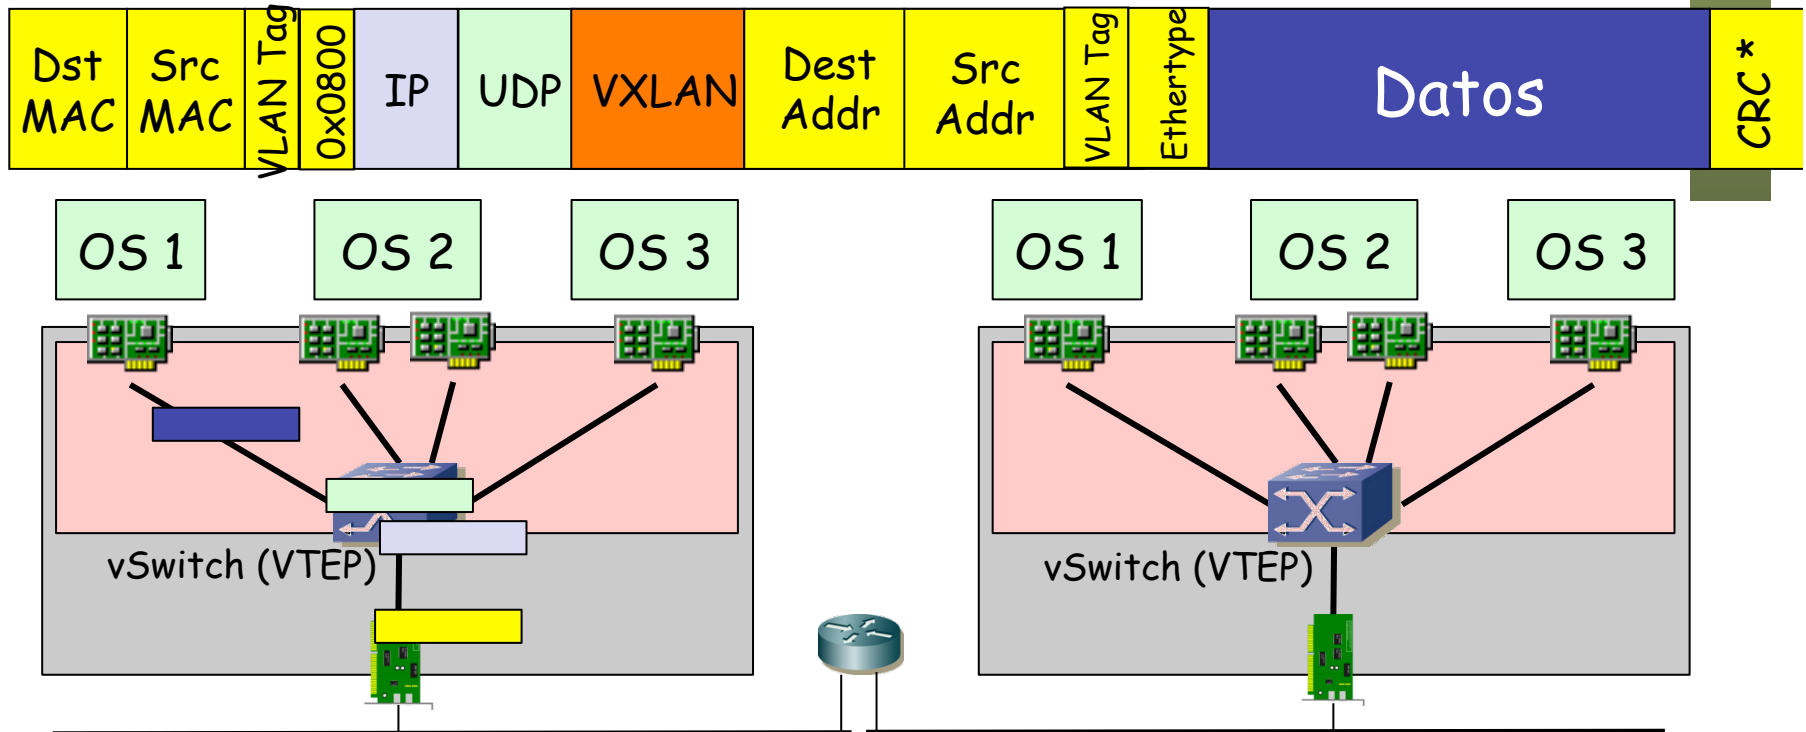 Dst MAC
Src MAC
VLAN Tag
0x0800
IP
UDP
VXLAN
Dest Addr
Src Addr
VLAN Tag
Ethertype
Datos
CRC *
OS 1
OS 2
OS 3
OS 1
OS 2
OS 3
vSwitch (VTEP)
vSwitch (VTEP)